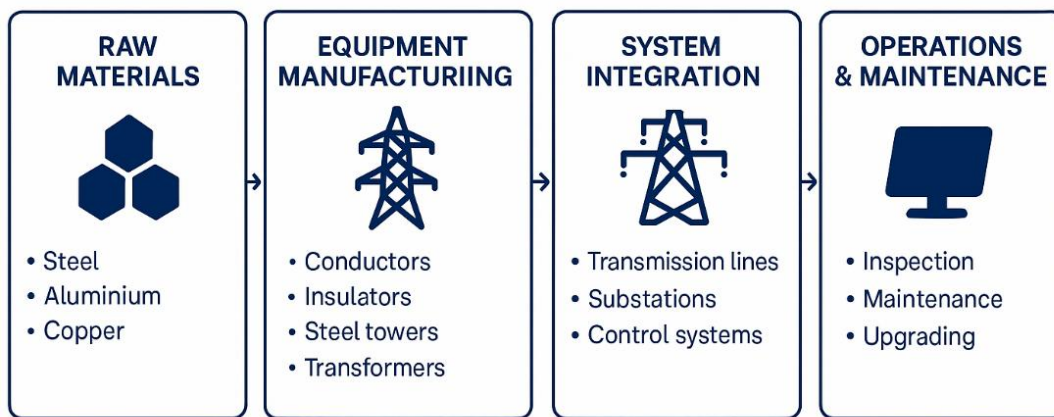 RAW
MATERIALS
• Steel
• Aluminium
• Copper
EQUIPMENT
MANUFACTURIING
• Conductors
• Insulators
• Steel towers
• Transformers
SYSTEM
INTEGRATION
• Transmission lines
• Substations
• Control systems
OPERATIONS
& MAINTENANCE
• Inspection
• Maintenance
• Upgrading